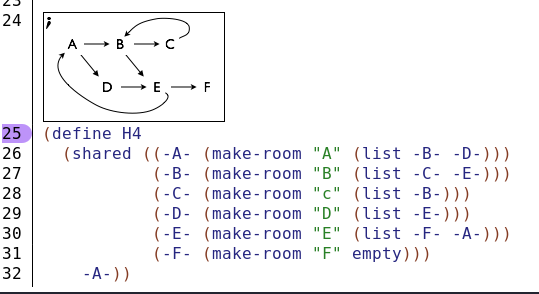 23
24 ;
A B C
D E F
25 (define H4
26   (shared ((-A- (make-room "A" (list -B- -D-)))
27            (-B- (make-room "B" (list -C- -E-)))
28            (-C- (make-room "c" (list -B-)))
29            (-D- (make-room "D" (list -E-)))
30            (-E- (make-room "E" (list -F- -A-)))
31            (-F- (make-room "F" empty)))
32     -A-))